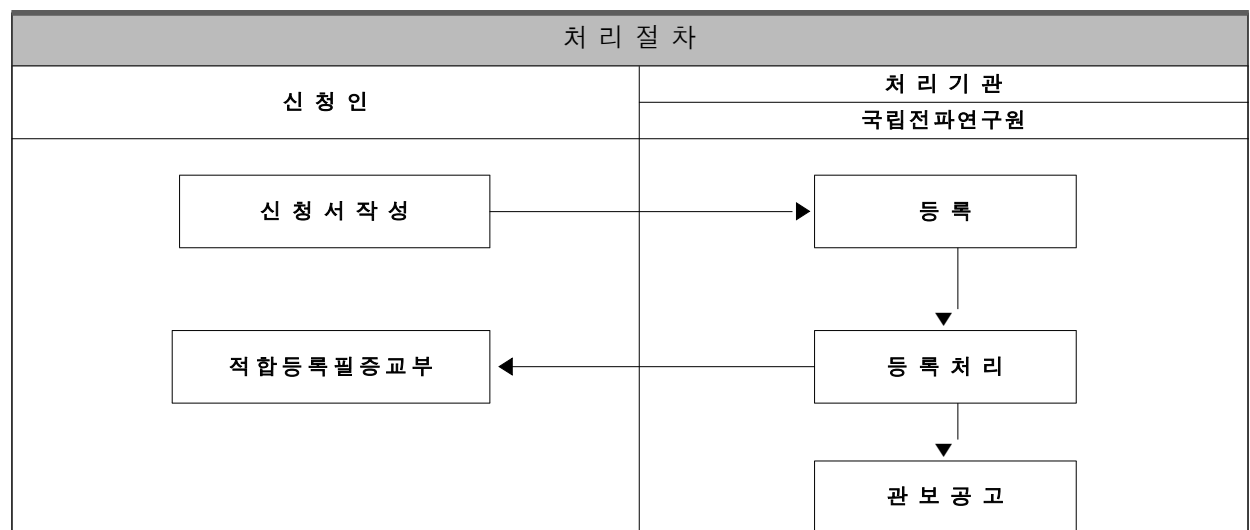 처 리 절 차
신 청 인
처 리 기 관
국립전파연구원
신 청 서 작 성
등 록
적합등록필증교부
등 록 처 리
관 보 공 고